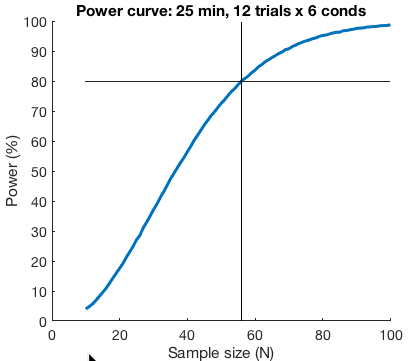 Power curve: 25 min, 12 trials x 6 conds
100
90
80
70
60
50
40
30
20
10
0
Power (%)
0 20 40 60 80 100
Sample size (N)